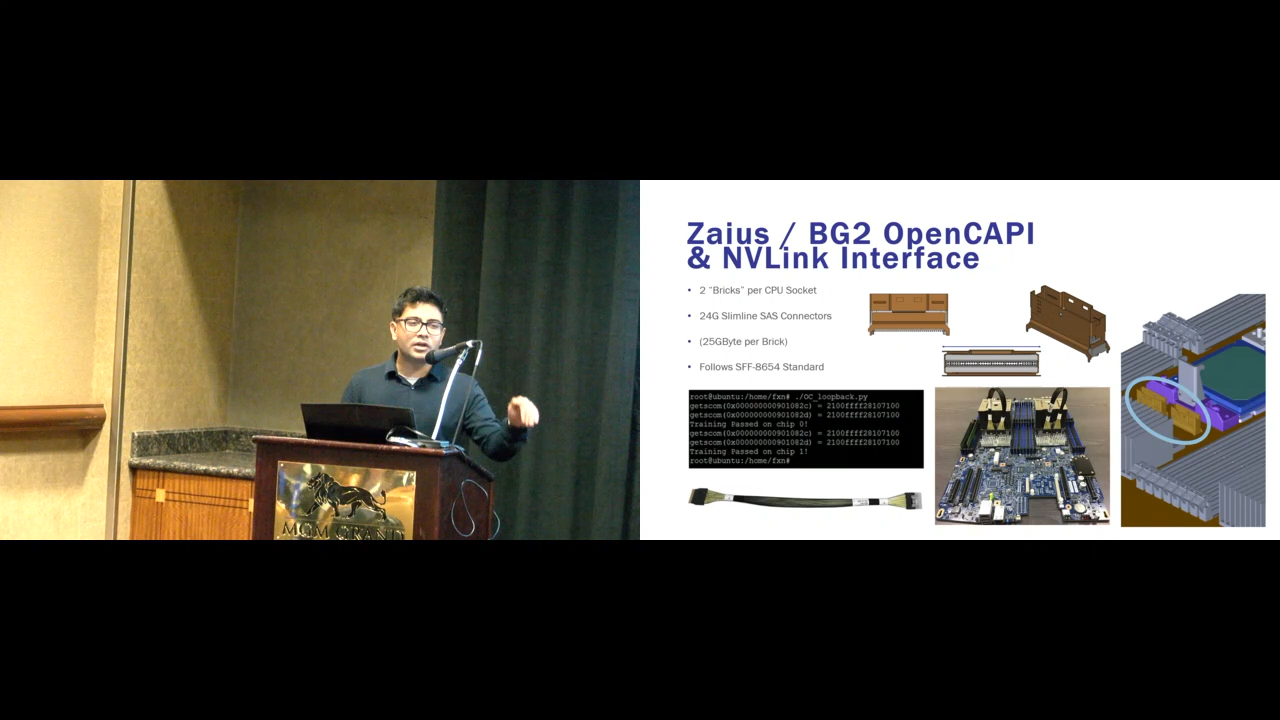 MGM GRAND
Zaius / BG2 OpenCAPI
& NVLink Interface
• 2 “Bricks” per CPU Socket
• 24G Slimline SAS Connectors
• (25GByte per Brick)
• Follows SFF-8654 Standard
root@ubuntu:/home/fxn# ./OC_loopback.py
getscom(0x000000000901082c) = 2100ffff28107100
getscom(0x000000000901082d) = 2100ffff28107100
Training Passed on chip 0!
getscom(0x000000000901082c) = 2100ffff28107100
getscom(0x000000000901082d) = 2100ffff28107100
Training Passed on chip 1!
root@ubuntu:/home/fxn#